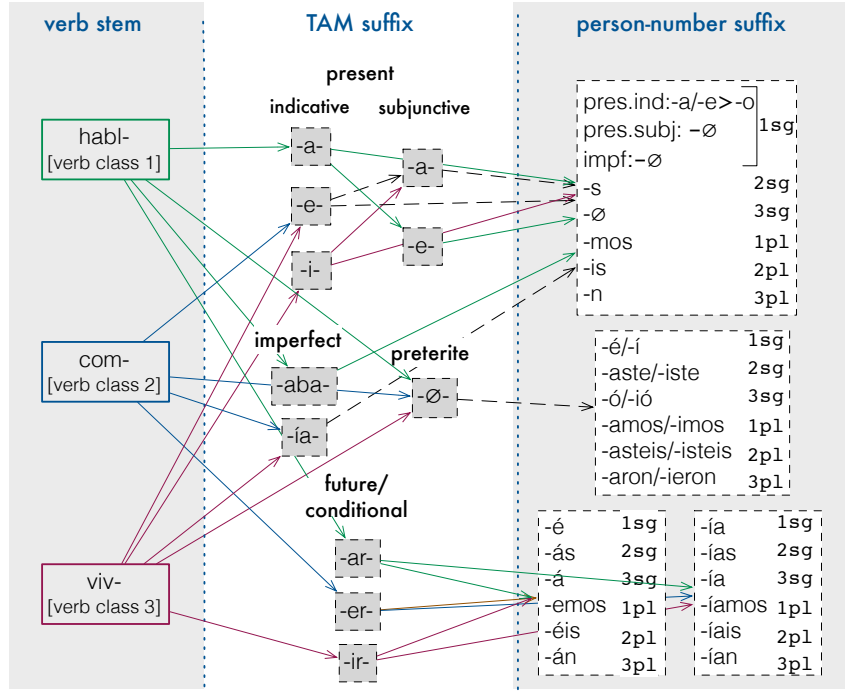 verb stem
TAM suffix
person-number suffix
present
indicative
subjunctive
habl-
[verb class 1]
-a-
-e-
-i-
-a-
-e-
pres.ind:-a/-e>-o
pres.subj: -∅
impf:-∅
1sg
-s 2sg
-∅ 3sg
-mos 1pl
-is 2pl
-n 3pl
com-
[verb class 2]
imperfect
-aba-
-ía-
preterite
-∅-
-é/-í 1sg
-aste/-iste 2sg
-ó/-ió 3sg
-amos/-imos 1pl
-asteis/-isteis 2pl
-aron/-ieron 3pl
viv-
[verb class 3]
future/
conditional
-ar-
-er-
-ir-
-é 1sg
-ás 2sg
-á 3sg
-emos 1pl
-éis 2pl
-án 3pl
-ía 1sg
-ías 2sg
-ía 3sg
-íamos 1pl
-íais 2pl
-ían 3pl